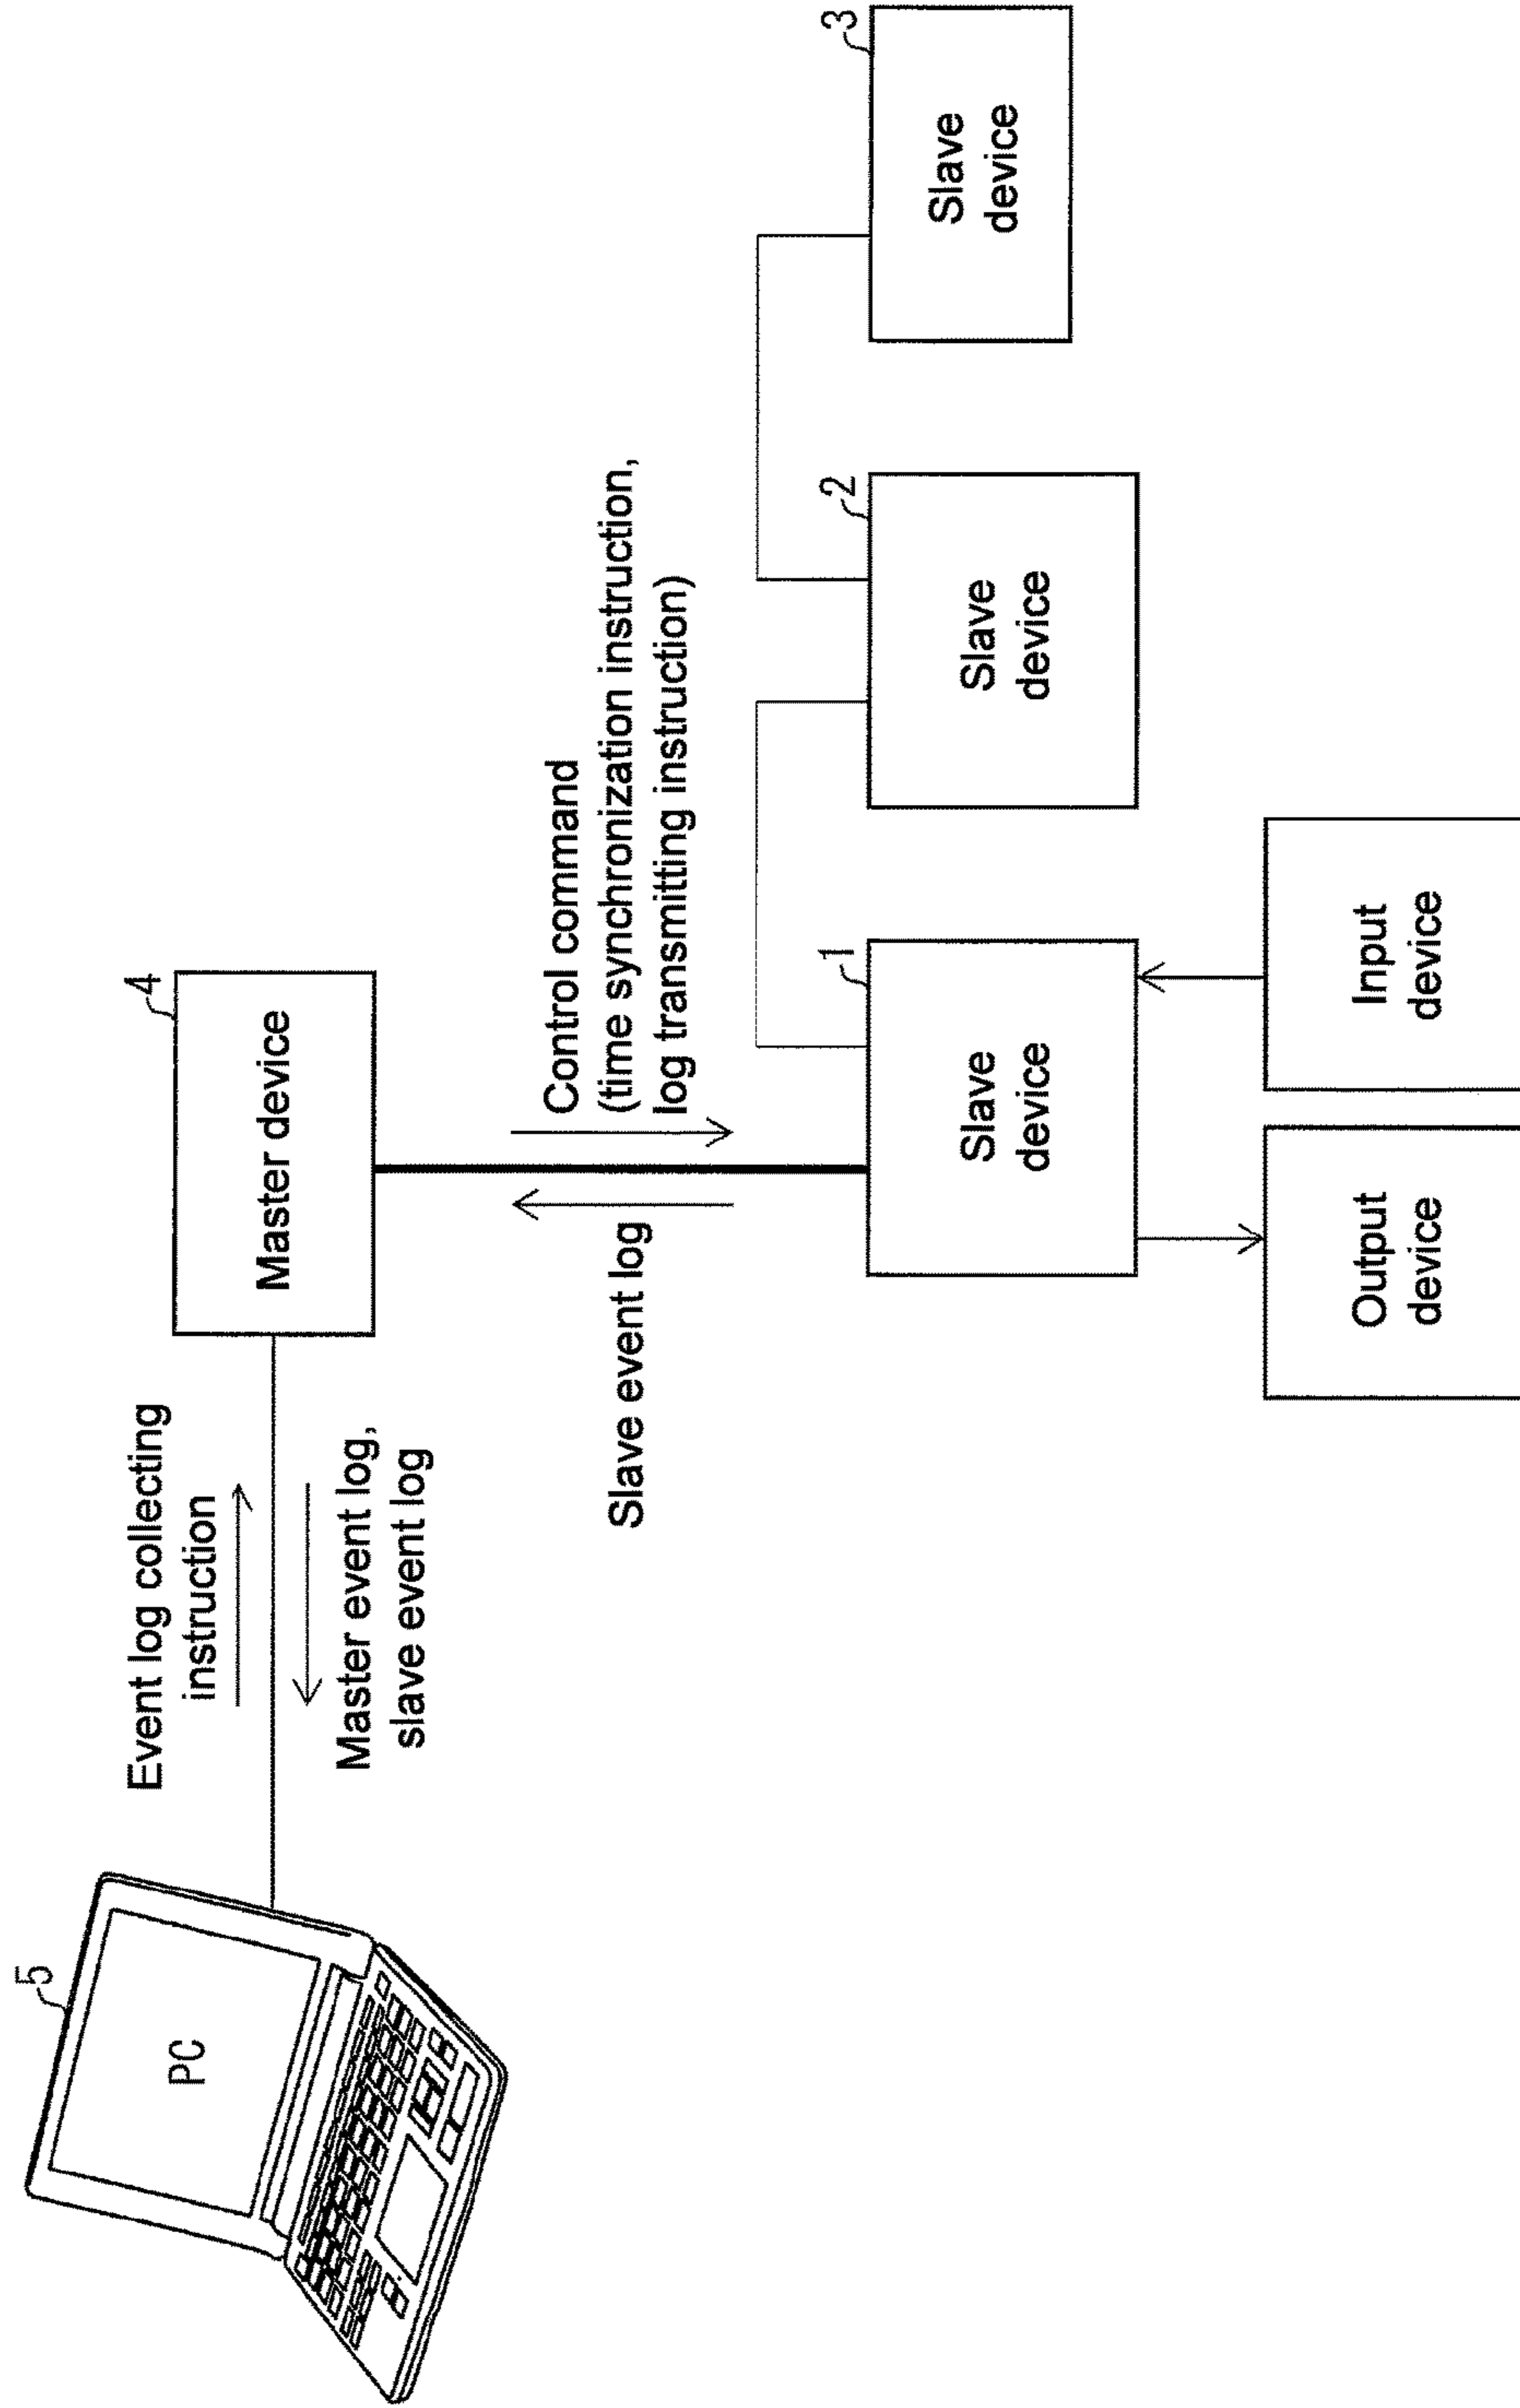 5
PC
Event log collecting
instruction
Master event log,
slave event log
4
Master device
Slave event log
Control command
(time synchronization instruction,
log transmitting instruction)
1
Slave
device
2
Slave
device
3
Slave
device
Output
device
Input
device